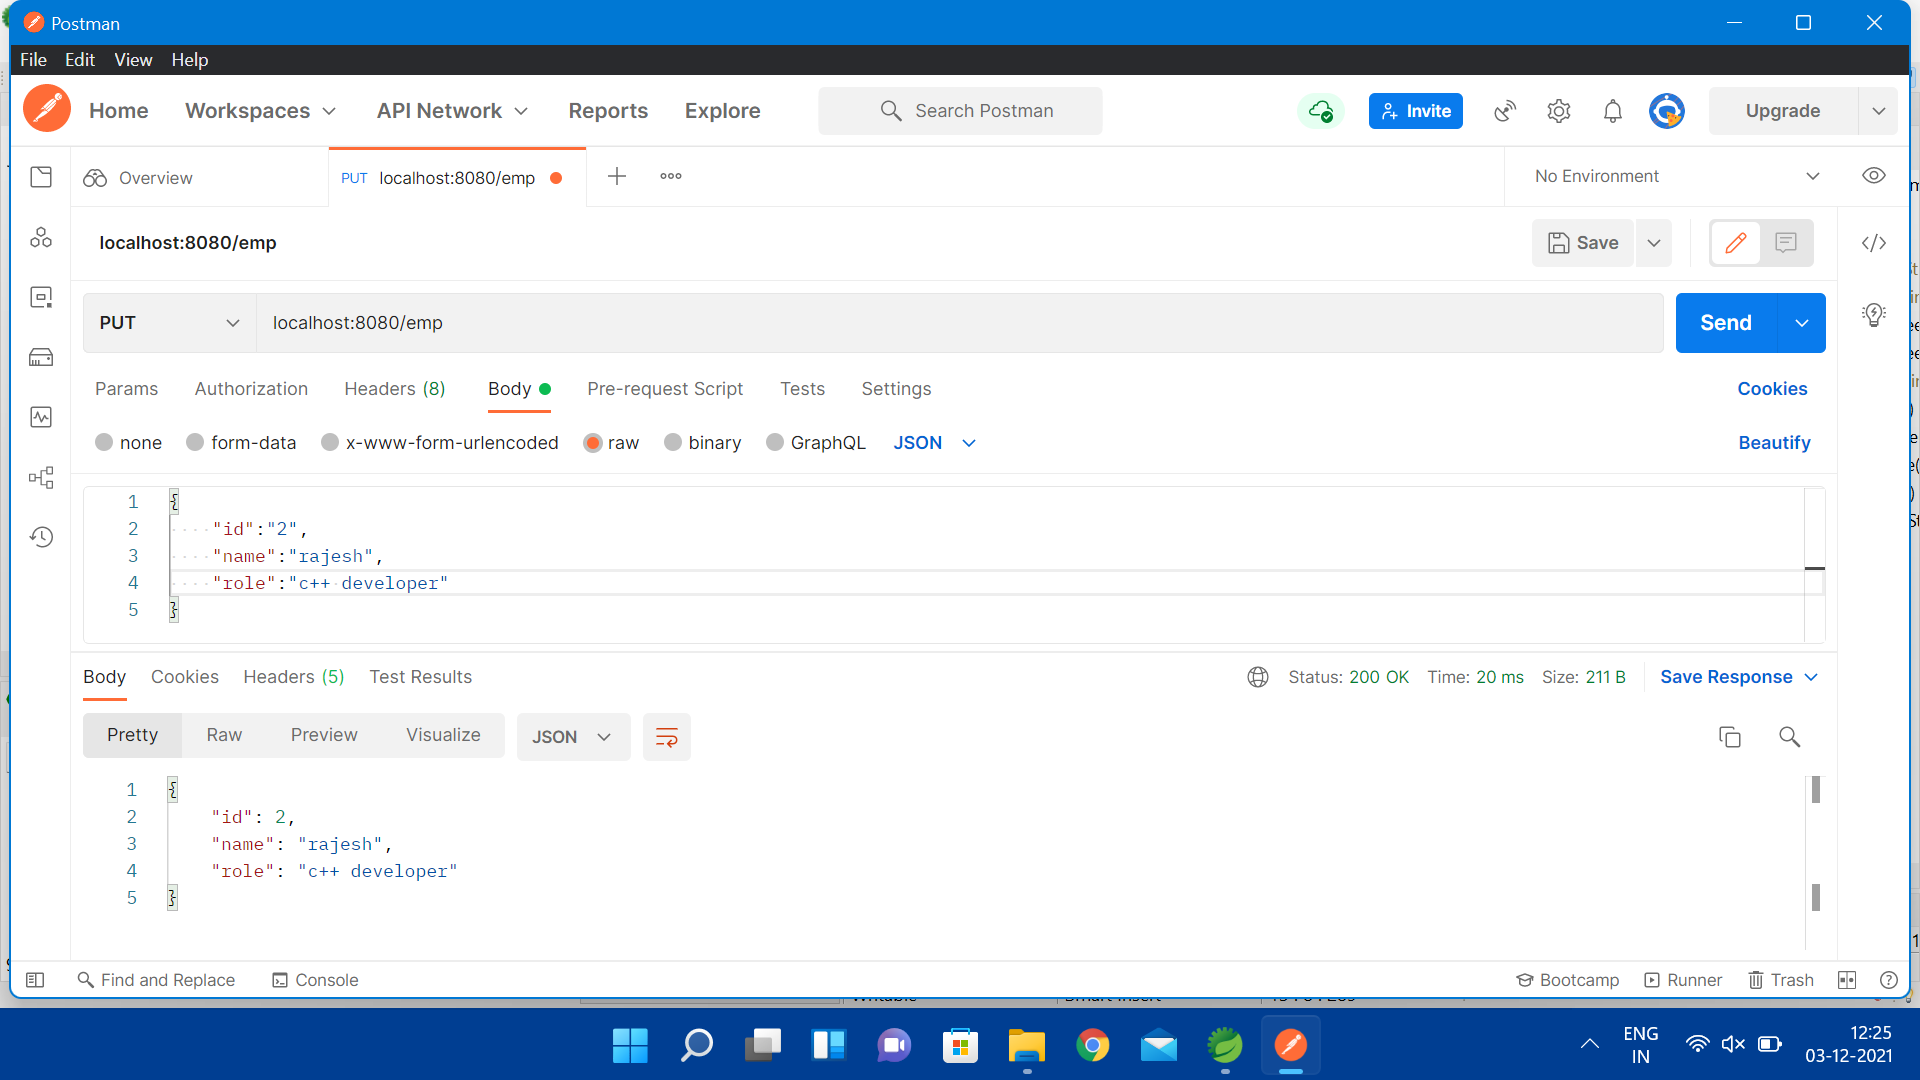 Postman
File Edit View Help
Home Workspaces API Network Reports Explore Search Postman Invite Upgrade
Overview PUT localhost:8080/emp No Environment
localhost:8080/emp Save
PUT localhost:8080/emp Send
Params Authorization Headers (8) Body Pre-request Script Tests Settings Cookies
none form-data x-www-form-urlencoded raw binary GraphQL JSON Beautify
1 {
2 "id":"2",
3 "name":"rajesh",
4 "role":"c++ developer"
5 }
Body Cookies Headers (5) Test Results Status: 200 OK Time: 20 ms Size: 211 B Save Response
Pretty Raw Preview Visualize JSON
1 {
2 "id": 2,
3 "name": "rajesh",
4 "role": "c++ developer"
5 }
Find and Replace Console Bootcamp Runner Trash
ENG 12:25
IN 03-12-2021